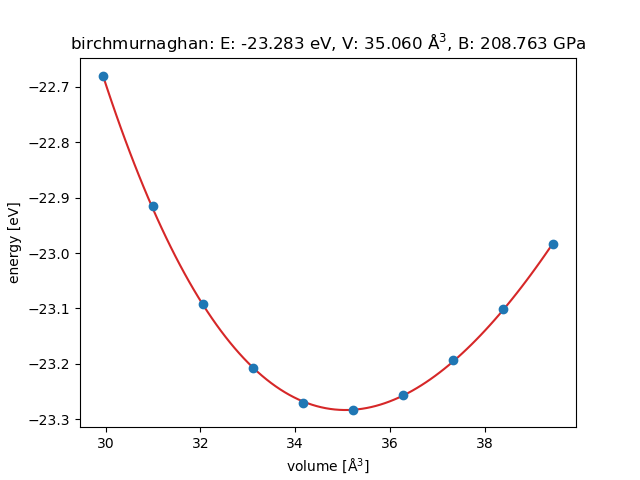 birchmurnaghan: E: -23.283 eV, V: 35.060 Å³, B: 208.763 GPa
−22.7
−22.8
−22.9
−23.0
−23.1
−23.2
−23.3
energy [eV]
30 32 34 36 38
volume [Å³]